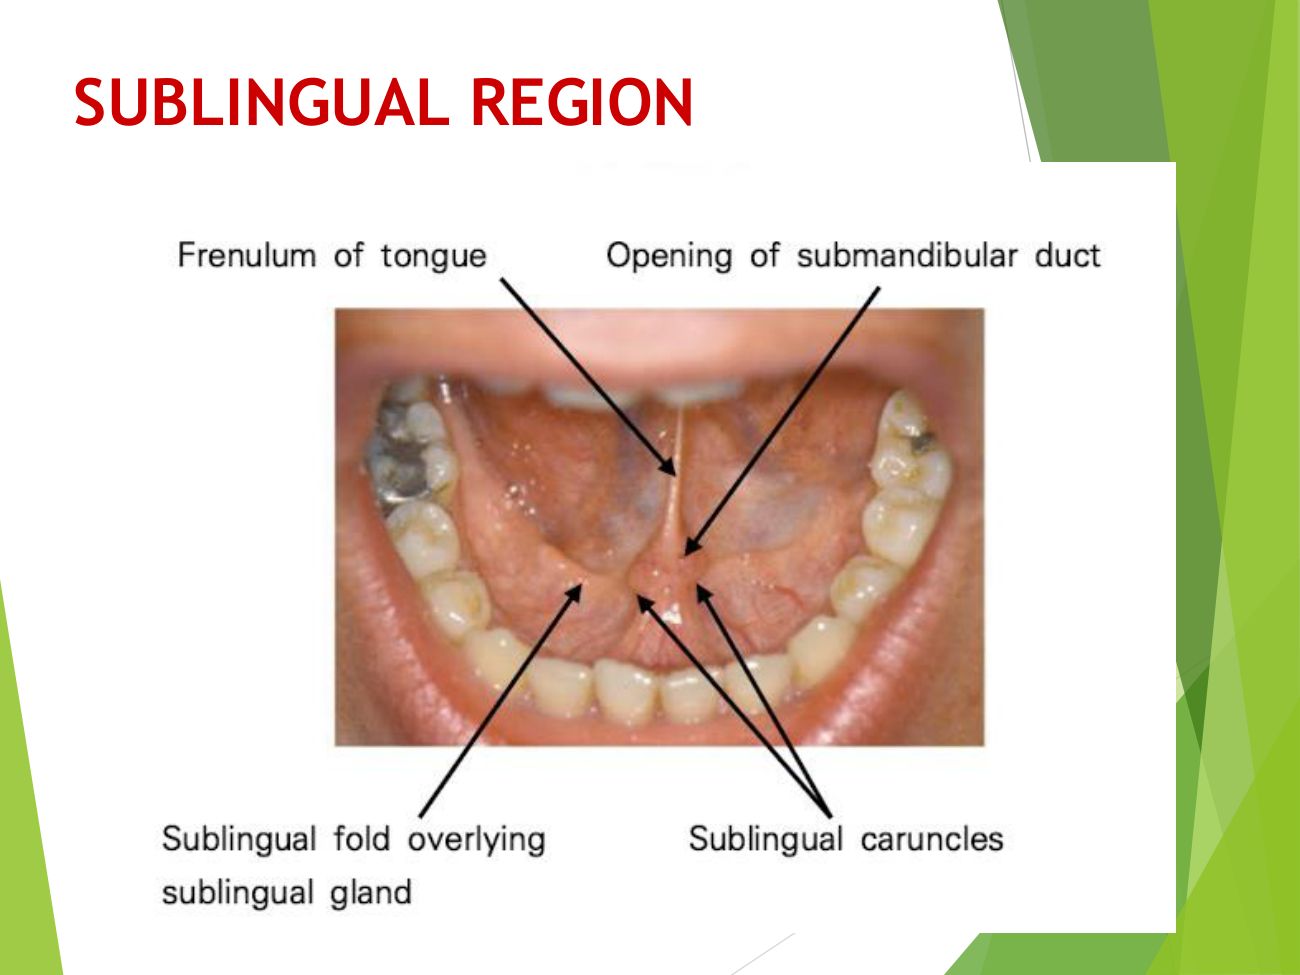 SUBLINGUAL REGION
Frenulum of tongue
Opening of submandibular duct
Sublingual fold overlying
sublingual gland
Sublingual caruncles